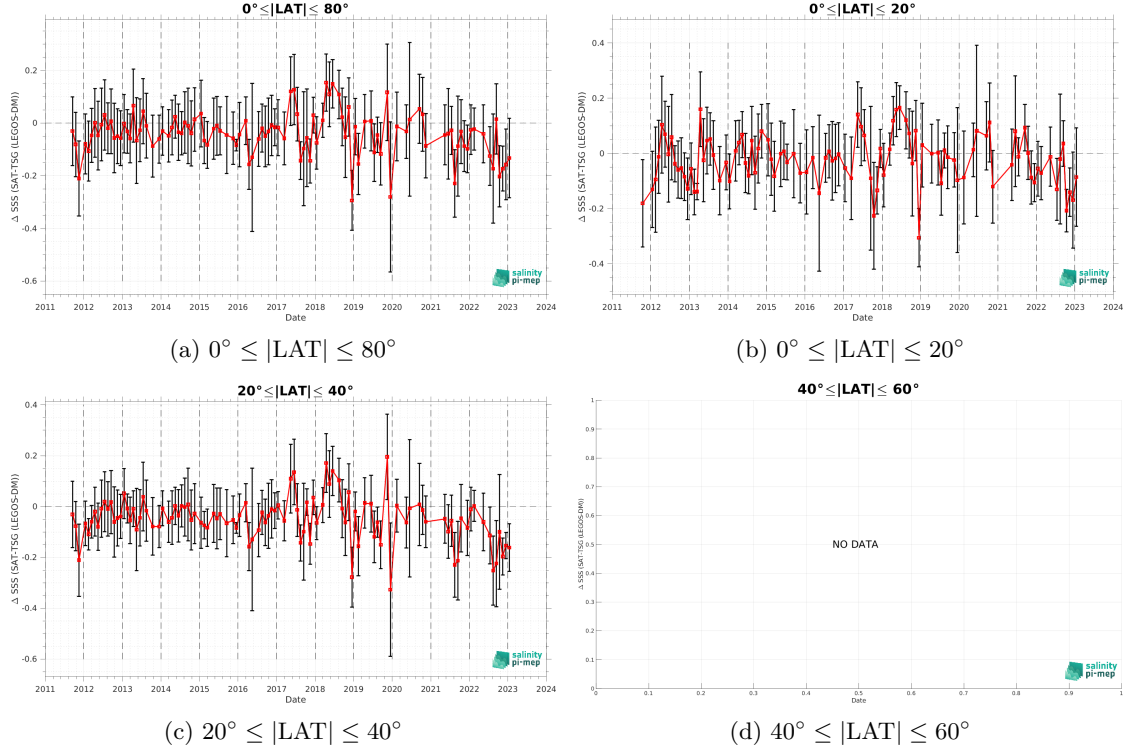 0°≤|LAT|≤ 80°
Δ SSS (SAT-TSG (LEGOS-DM))
0.2
0
-0.2
-0.4
-0.6
2011 2012 2013 2014 2015 2016 2017 2018 2019 2020 2021 2022 2023 2024
Date
salinity
pi-mep
(a) 0° ≤ |LAT| ≤ 80°
0°≤|LAT|≤ 20°
Δ SSS (SAT-TSG (LEGOS-DM))
0.4
0.2
0
-0.2
-0.4
2011 2012 2013 2014 2015 2016 2017 2018 2019 2020 2021 2022 2023 2024
Date
salinity
pi-mep
(b) 0° ≤ |LAT| ≤ 20°
20°≤|LAT|≤ 40°
Δ SSS (SAT-TSG (LEGOS-DM))
0.4
0.2
0
-0.2
-0.4
-0.6
2011 2012 2013 2014 2015 2016 2017 2018 2019 2020 2021 2022 2023 2024
Date
salinity
pi-mep
(c) 20° ≤ |LAT| ≤ 40°
40°≤|LAT|≤ 60°
Δ SSS (SAT-TSG (LEGOS-DM))
1
0.9
0.8
0.7
0.6
0.5
0.4
0.3
0.2
0.1
0
NO DATA
0 0.1 0.2 0.3 0.4 0.5 0.6 0.7 0.8 0.9 1
Date
salinity
pi-mep
(d) 40° ≤ |LAT| ≤ 60°